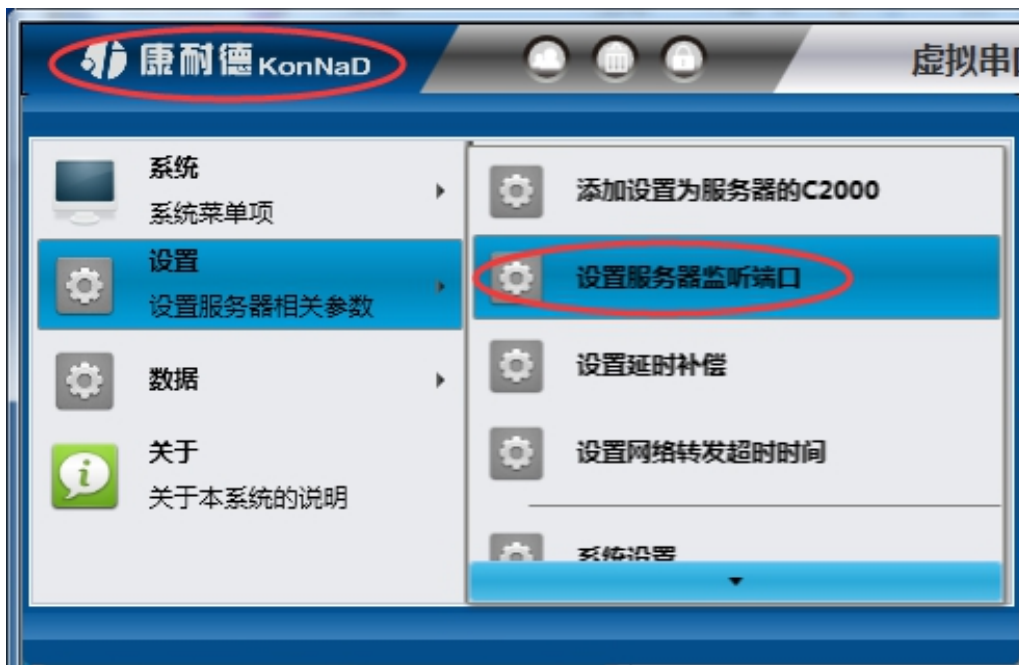 康耐德 KonNaD
虚拟串
系统
系统菜单项
设置
设置服务器相关参数
数据
关于
关于本系统的说明
添加设置为服务器的C2000
设置服务器监听端口
设置延时补偿
设置网络转发超时时间
系统设置